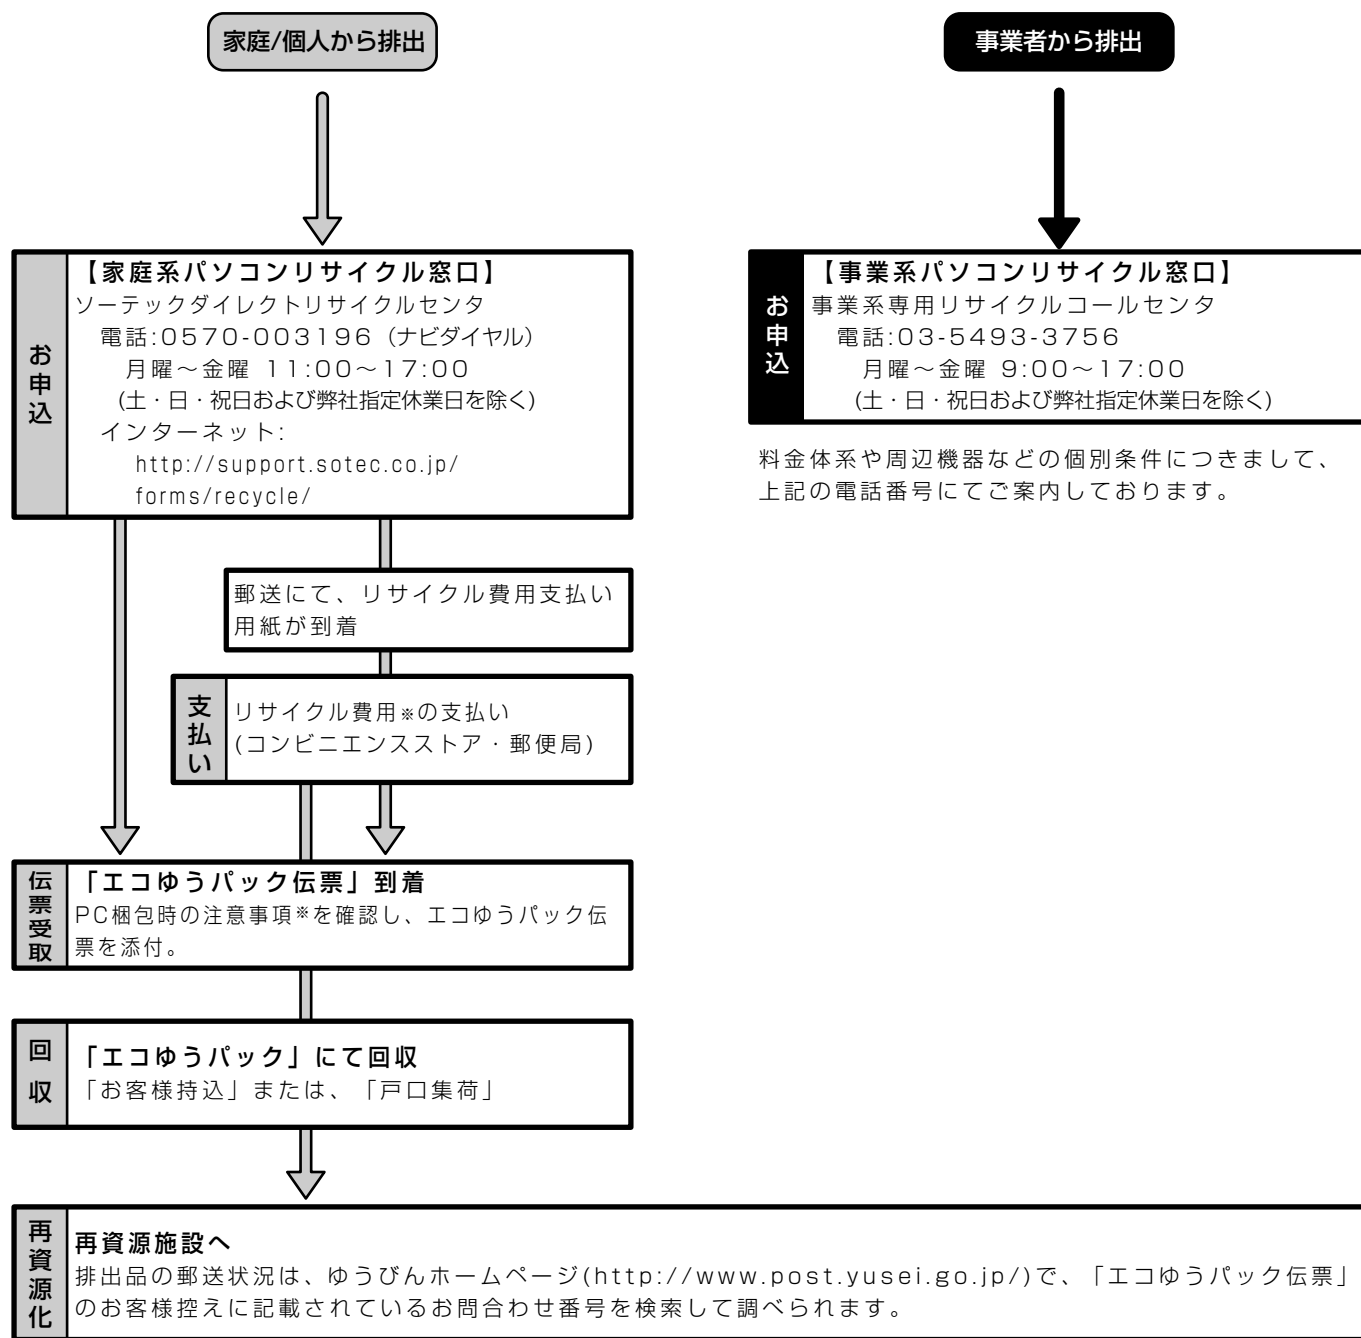 家庭/個人から排出
事業者から排出
お申込
【家庭系パソコンリサイクル窓口】
ソーテックダイレクトリサイクルセンタ
電話:0570-003196（ナビダイヤル）
月曜～金曜 11:00～17:00
(土・日・祝日および弊社指定休業日を除く)
インターネット:
http://support.sotec.co.jp/
forms/recycle/
お申込
【事業系パソコンリサイクル窓口】
事業系専用リサイクルコールセンタ
電話:03-5493-3756
月曜～金曜 9:00～17:00
(土・日・祝日および弊社指定休業日を除く)
料金体系や周辺機器などの個別条件につきまして、
上記の電話番号にてご案内しております。
郵送にて、リサイクル費用支払い
用紙が到着
支払い
リサイクル費用※の支払い
(コンビニエンスストア・郵便局)
伝票受取
「エコゆうパック伝票」到着
PC梱包時の注意事項※を確認し、エコゆうパック伝
票を添付。
回収
「エコゆうパック」にて回収
「お客様持込」または、「戸口集荷」
再資源化
再資源施設へ
排出品の郵送状況は、ゆうびんホームページ(http://www.post.yusei.go.jp/)で、「エコゆうパック伝票」
のお客様控えに記載されているお問合わせ番号を検索して調べられます。